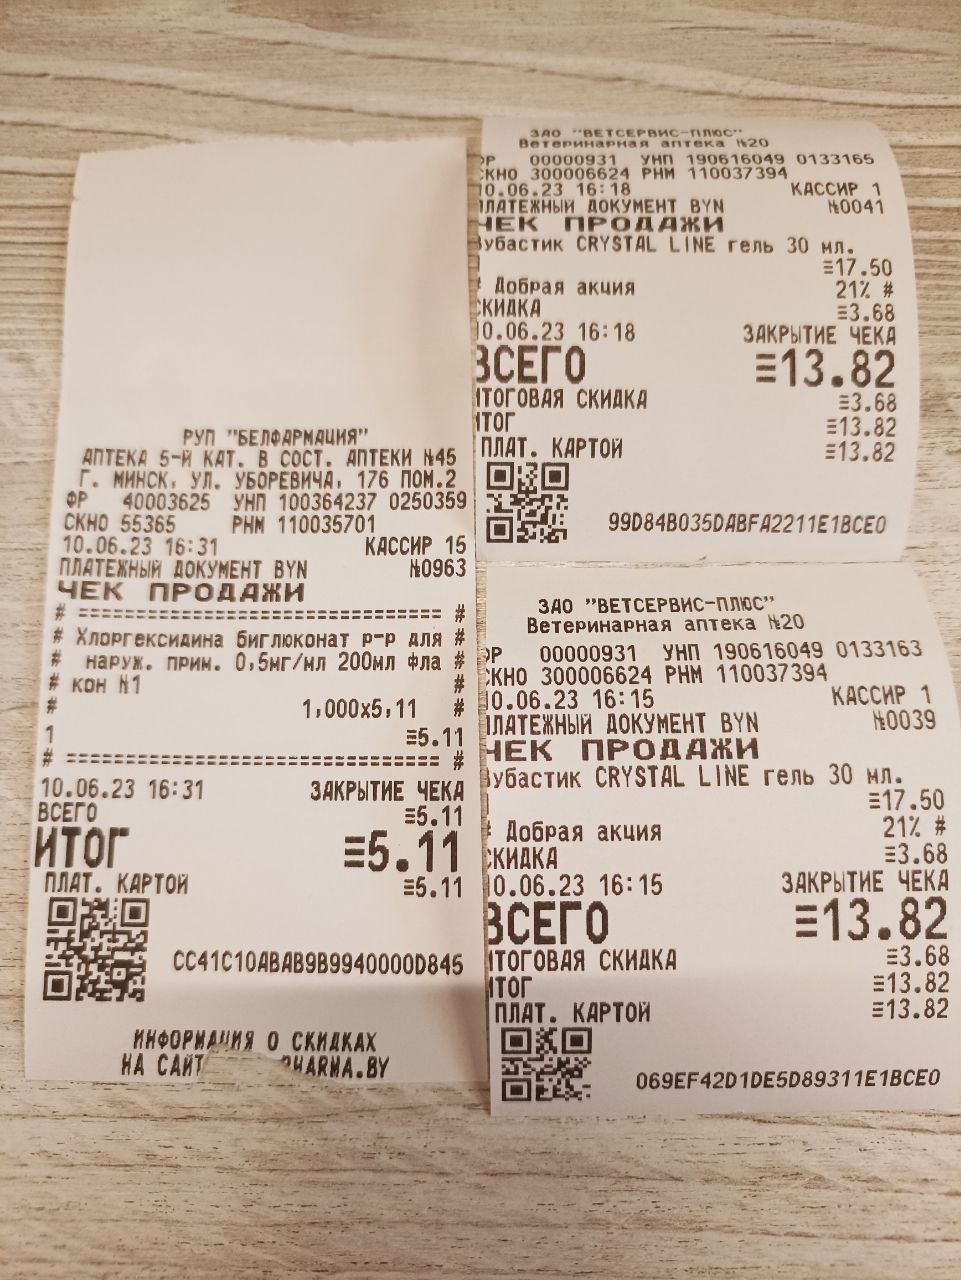 РУП "БЕЛФАРМАЦИЯ"
АПТЕКА 5-Й КАТ. В СОСТ. АПТЕКИ №45
Г. МИНСК, УЛ. УБОРЕВИЧА, 176 ПОМ.2
ФР 40003625 УНП 100364237 0250359
СКНО 55365 РНМ 110035701
10.06.23 16:31 КАССИР 15
ПЛАТЕЖНЫЙ ДОКУМЕНТ BYN №0963
ЧЕК ПРОДАЖИ
# ================================ #
# Хлоргексидина биглюконат р-р для #
# наруж. прим. 0,5мг/мл 200мл фла #
# кон №1 #
# 1,000x5,11 #
1 ≡5.11
# ================================ #
10.06.23 16:31 ЗАКРЫТИЕ ЧЕКА
ВСЕГО ≡5.11
ИТОГ ≡5.11
ПЛАТ. КАРТОЙ ≡5.11
CC41C10ABAB9B9940000D845
ИНФОРМАЦИЯ О СКИДКАХ
НА САЙТ PHARMA.BY
ЗАО "ВЕТСЕРВИС-ПЛЮС"
Ветеринарная аптека №20
ФР 00000931 УНП 190616049 0133165
СКНО 300006624 РНМ 110037394
10.06.23 16:18 КАССИР 1
ПЛАТЕЖНЫЙ ДОКУМЕНТ BYN №0041
ЧЕК ПРОДАЖИ
Зубастик CRYSTAL LINE гель 30 мл.
≡17.50
# Добрая акция 21% #
СКИДКА ≡3.68
10.06.23 16:18 ЗАКРЫТИЕ ЧЕКА
ВСЕГО ≡13.82
ИТОГОВАЯ СКИДКА ≡3.68
ИТОГ ≡13.82
ПЛАТ. КАРТОЙ ≡13.82
99D84B035DABFA2211E1BCE0
ЗАО "ВЕТСЕРВИС-ПЛЮС"
Ветеринарная аптека №20
ФР 00000931 УНП 190616049 0133163
СКНО 300006624 РНМ 110037394
10.06.23 16:15 КАССИР 1
ПЛАТЕЖНЫЙ ДОКУМЕНТ BYN №0039
ЧЕК ПРОДАЖИ
Зубастик CRYSTAL LINE гель 30 мл.
≡17.50
# Добрая акция 21% #
СКИДКА ≡3.68
10.06.23 16:15 ЗАКРЫТИЕ ЧЕКА
ВСЕГО ≡13.82
ИТОГОВАЯ СКИДКА ≡3.68
ИТОГ ≡13.82
ПЛАТ. КАРТОЙ ≡13.82
069EF42D1DE5D89311E1BCE0